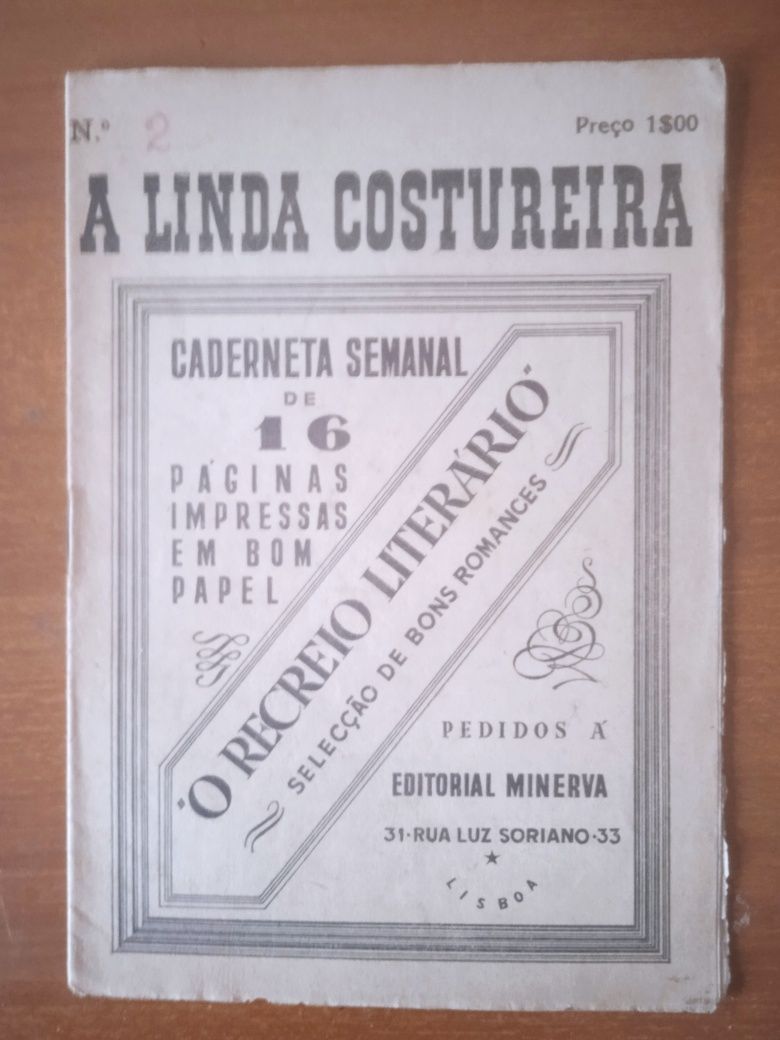 N.º 2
Preço 1$00
A LINDA COSTUREIRA
CADERNETA SEMANAL
DE
16
PÁGINAS
IMPRESSAS
EM BOM
PAPEL
"O RECREIO LITERÁRIO"
SELECÇÃO DE BONS ROMANCES
PEDIDOS Á
EDITORIAL MINERVA
31·RUA LUZ SORIANO·33
LISBOA